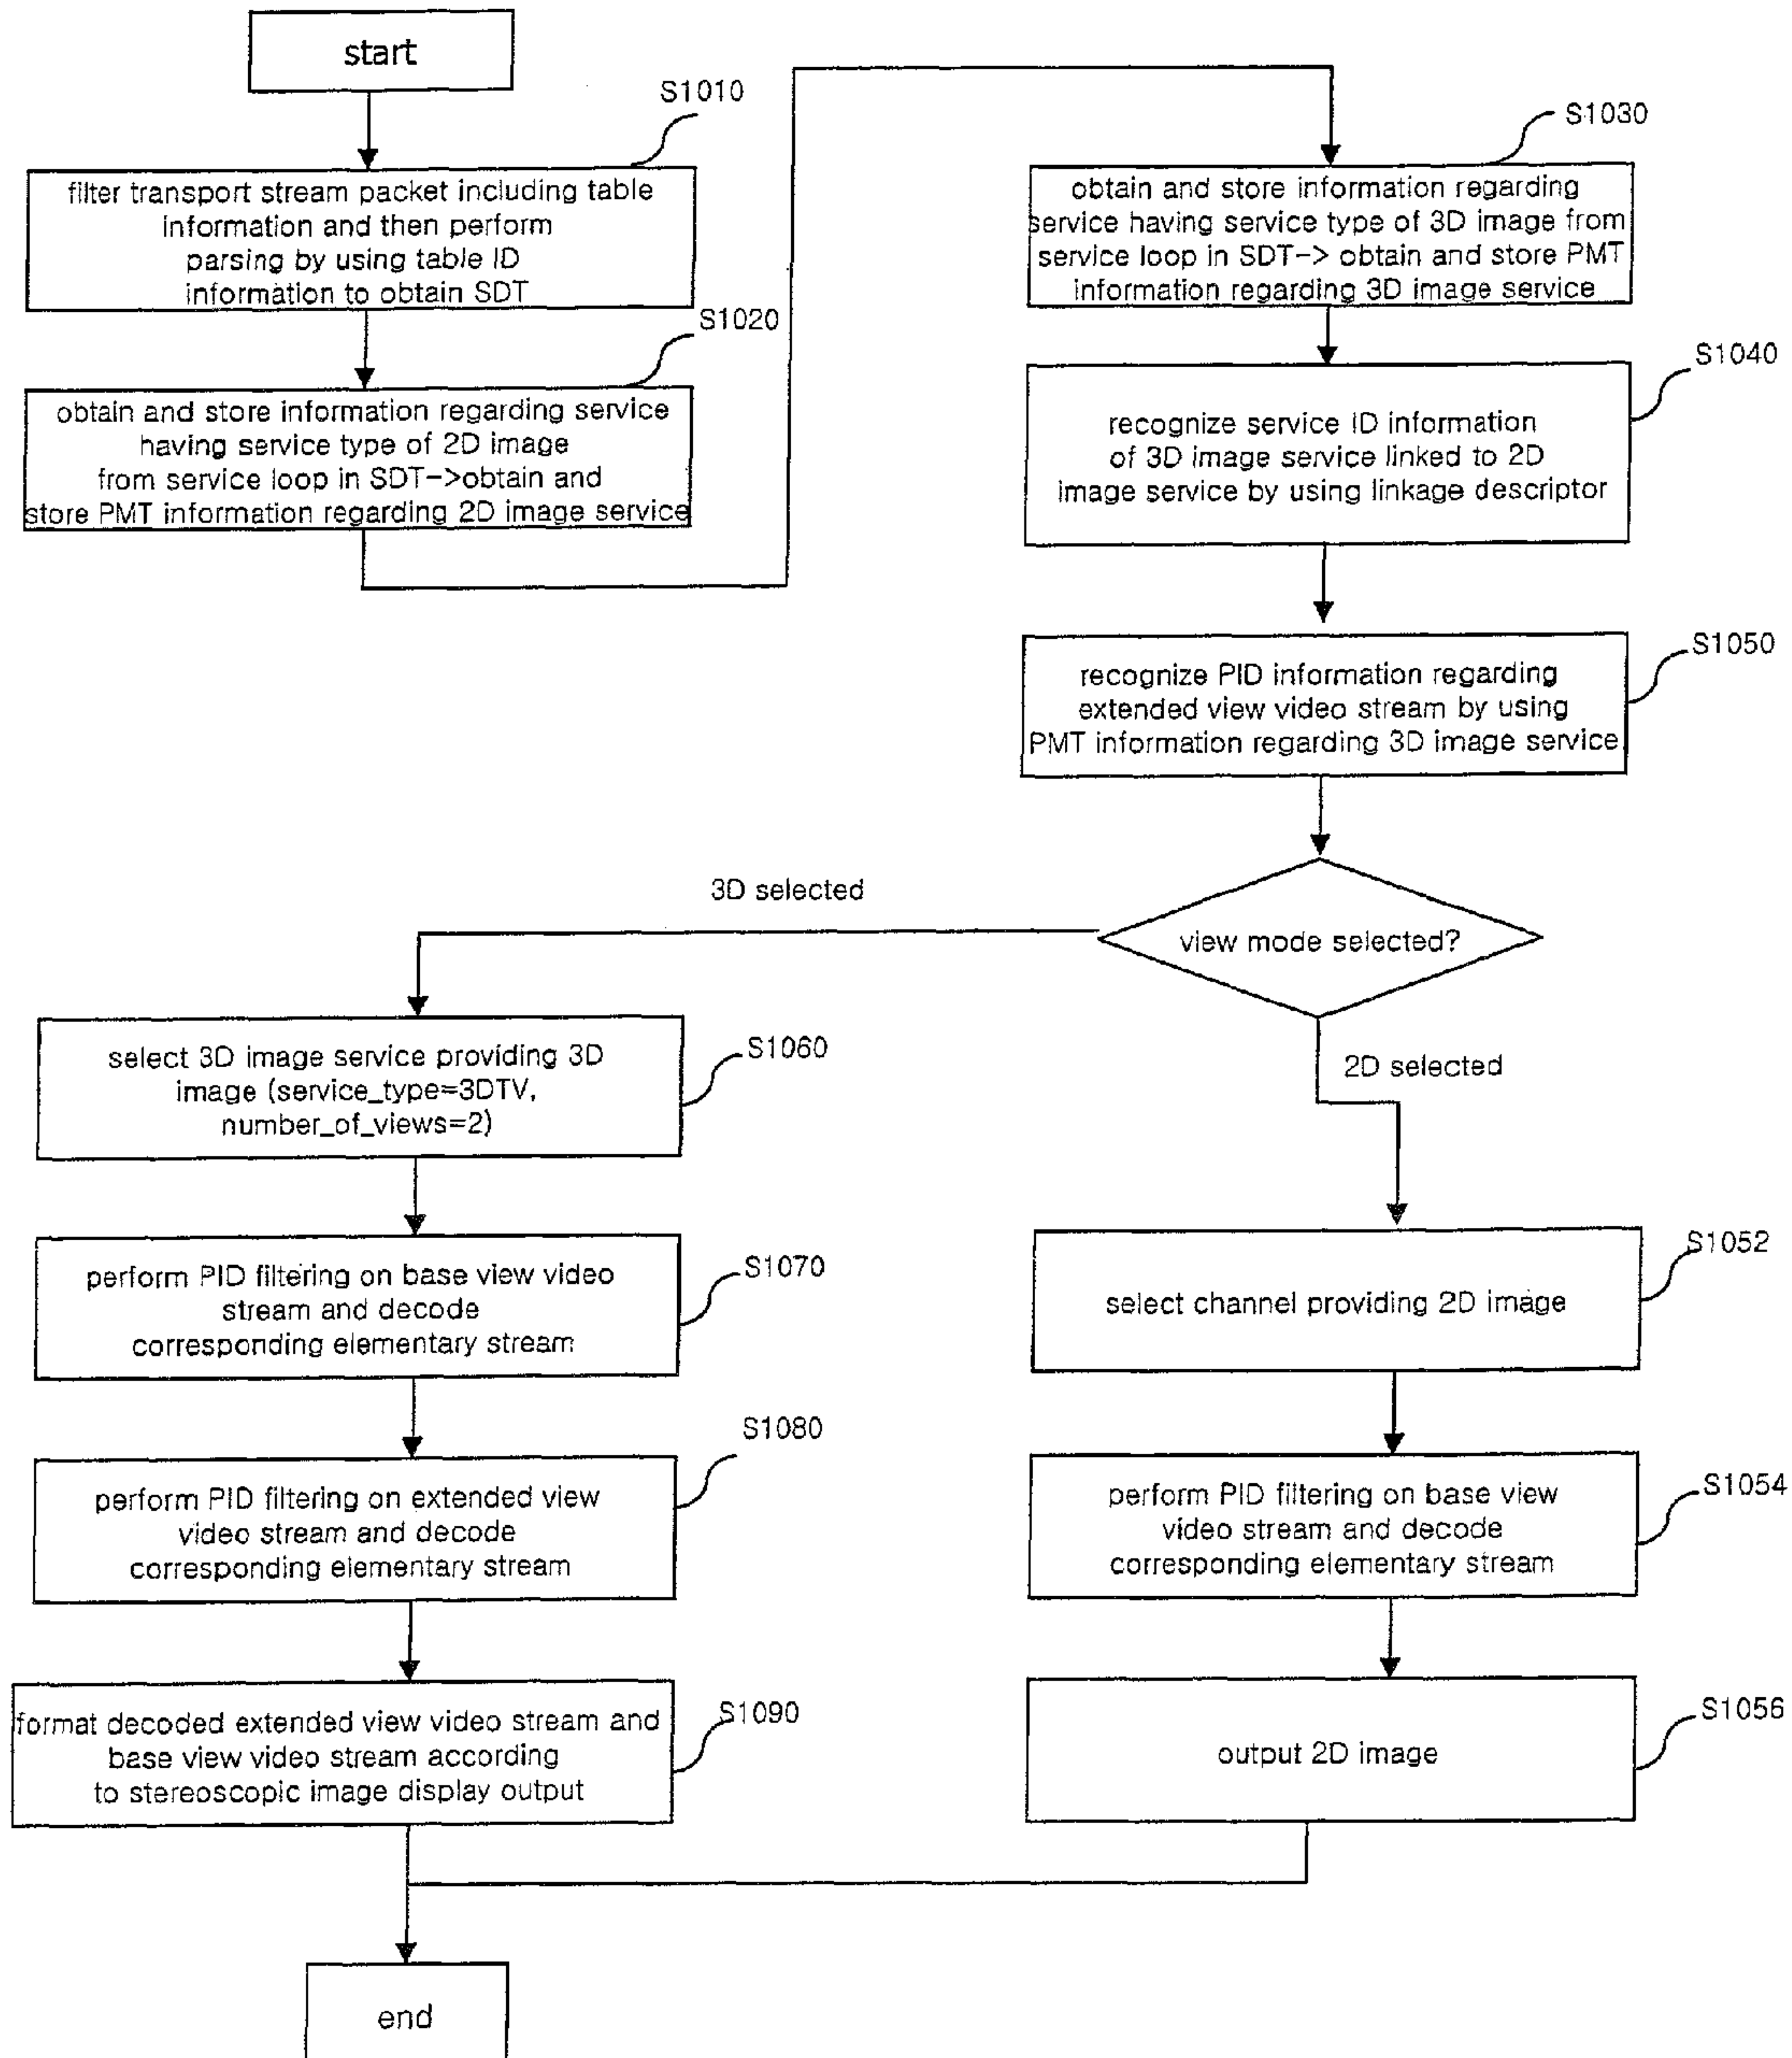 start
S1010
filter transport stream packet including table
information and then perform
parsing by using table ID
information to obtain SDT
S1020
obtain and store information regarding service
having service type of 2D image
from service loop in SDT->obtain and
store PMT information regarding 2D image service
S1030
obtain and store information regarding
service having service type of 3D image from
service loop in SDT-> obtain and store PMT
information regarding 3D image service
S1040
recognize service ID information
of 3D image service linked to 2D
image service by using linkage descriptor
S1050
recognize PID information regarding
extended view video stream by using
PMT information regarding 3D image service
view mode selected?
3D selected
2D selected
S1060
select 3D image service providing 3D
image (service_type=3DTV,
number_of_views=2)
S1070
perform PID filtering on base view video
stream and decode
corresponding elementary stream
S1080
perform PID filtering on extended view
video stream and decode
corresponding elementary stream
S1090
format decoded extended view video stream and
base view video stream according
to stereoscopic image display output
S1052
select channel providing 2D image
S1054
perform PID filtering on base view
video stream and decode
corresponding elementary stream
S1056
output 2D image
end